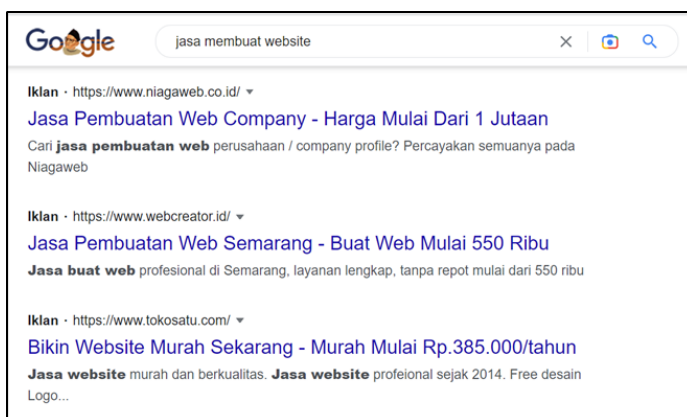 Google
jasa membuat website
Iklan · https://www.niagaweb.co.id/
Jasa Pembuatan Web Company - Harga Mulai Dari 1 Jutaan
Cari jasa pembuatan web perusahaan / company profile? Percayakan semuanya pada
Niagaweb
Iklan · https://www.webcreator.id/
Jasa Pembuatan Web Semarang - Buat Web Mulai 550 Ribu
Jasa buat web profesional di Semarang, layanan lengkap, tanpa repot mulai dari 550 ribu
Iklan · https://www.tokosatu.com/
Bikin Website Murah Sekarang - Murah Mulai Rp.385.000/tahun
Jasa website murah dan berkualitas. Jasa website profeional sejak 2014. Free desain
Logo...